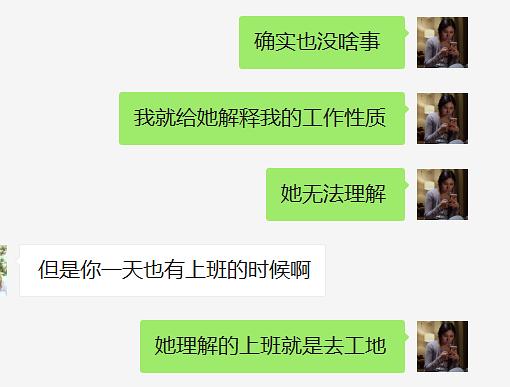 确实也没啥事
我就给她解释我的工作性质
她无法理解
但是你一天也有上班的时候啊
她理解的上班就是去工地